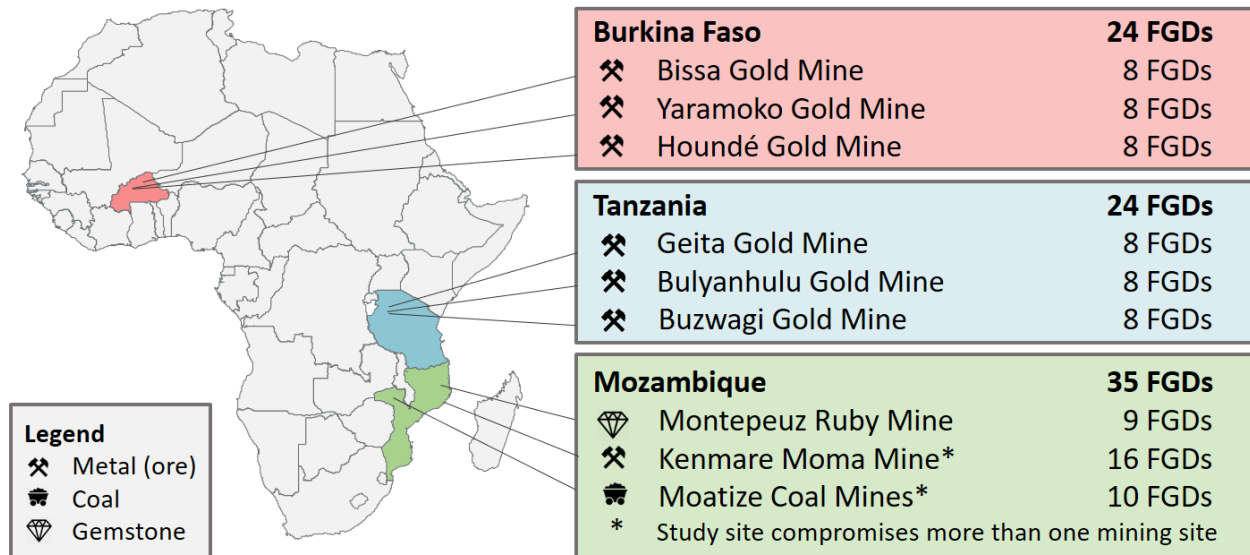 Burkina Faso 24 FGDs
Bissa Gold Mine 8 FGDs
Yaramoko Gold Mine 8 FGDs
Houndé Gold Mine 8 FGDs
Tanzania 24 FGDs
Geita Gold Mine 8 FGDs
Bulyanhulu Gold Mine 8 FGDs
Buzwagi Gold Mine 8 FGDs
Mozambique 35 FGDs
Montepeuz Ruby Mine 9 FGDs
Kenmare Moma Mine* 16 FGDs
Moatize Coal Mines* 10 FGDs
* Study site compromises more than one mining site
Legend
Metal (ore)
Coal
Gemstone